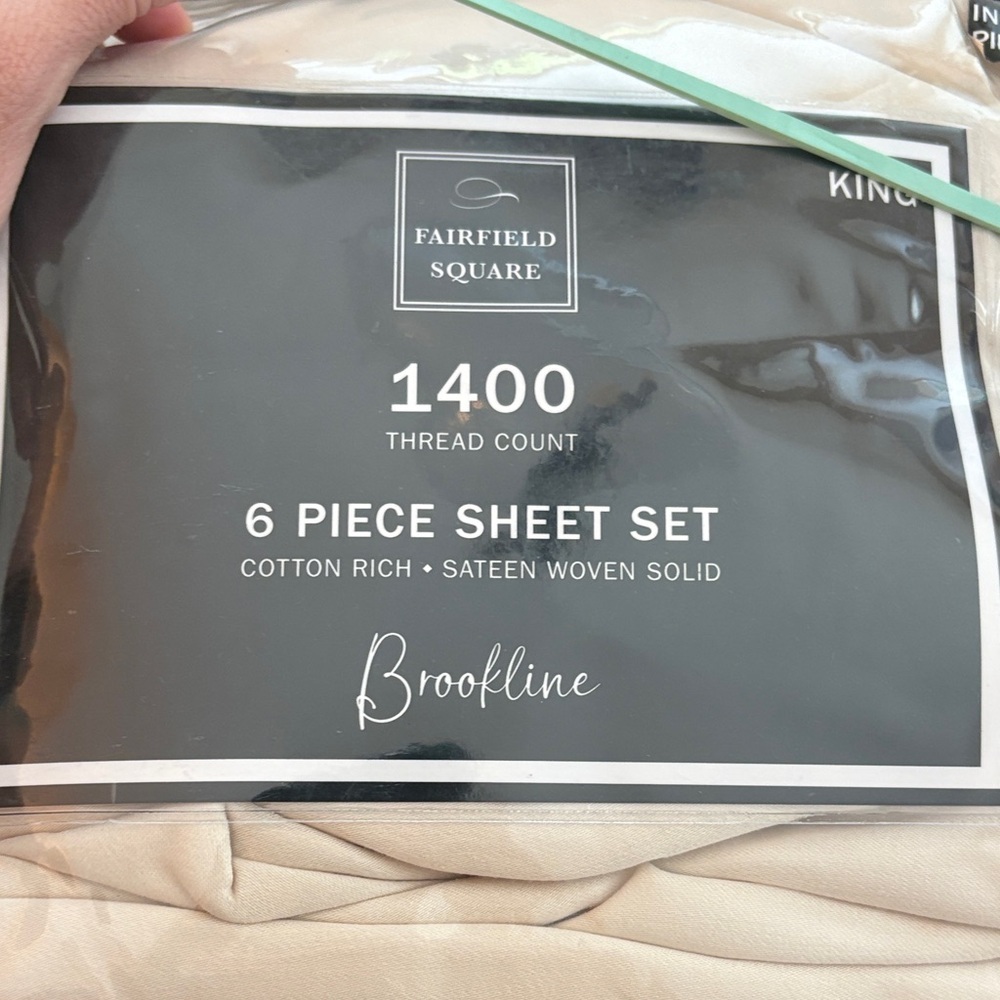 KING
FAIRFIELD
SQUARE
1400
THREAD COUNT
6 PIECE SHEET SET
COTTON RICH • SATEEN WOVEN SOLID
Brookline